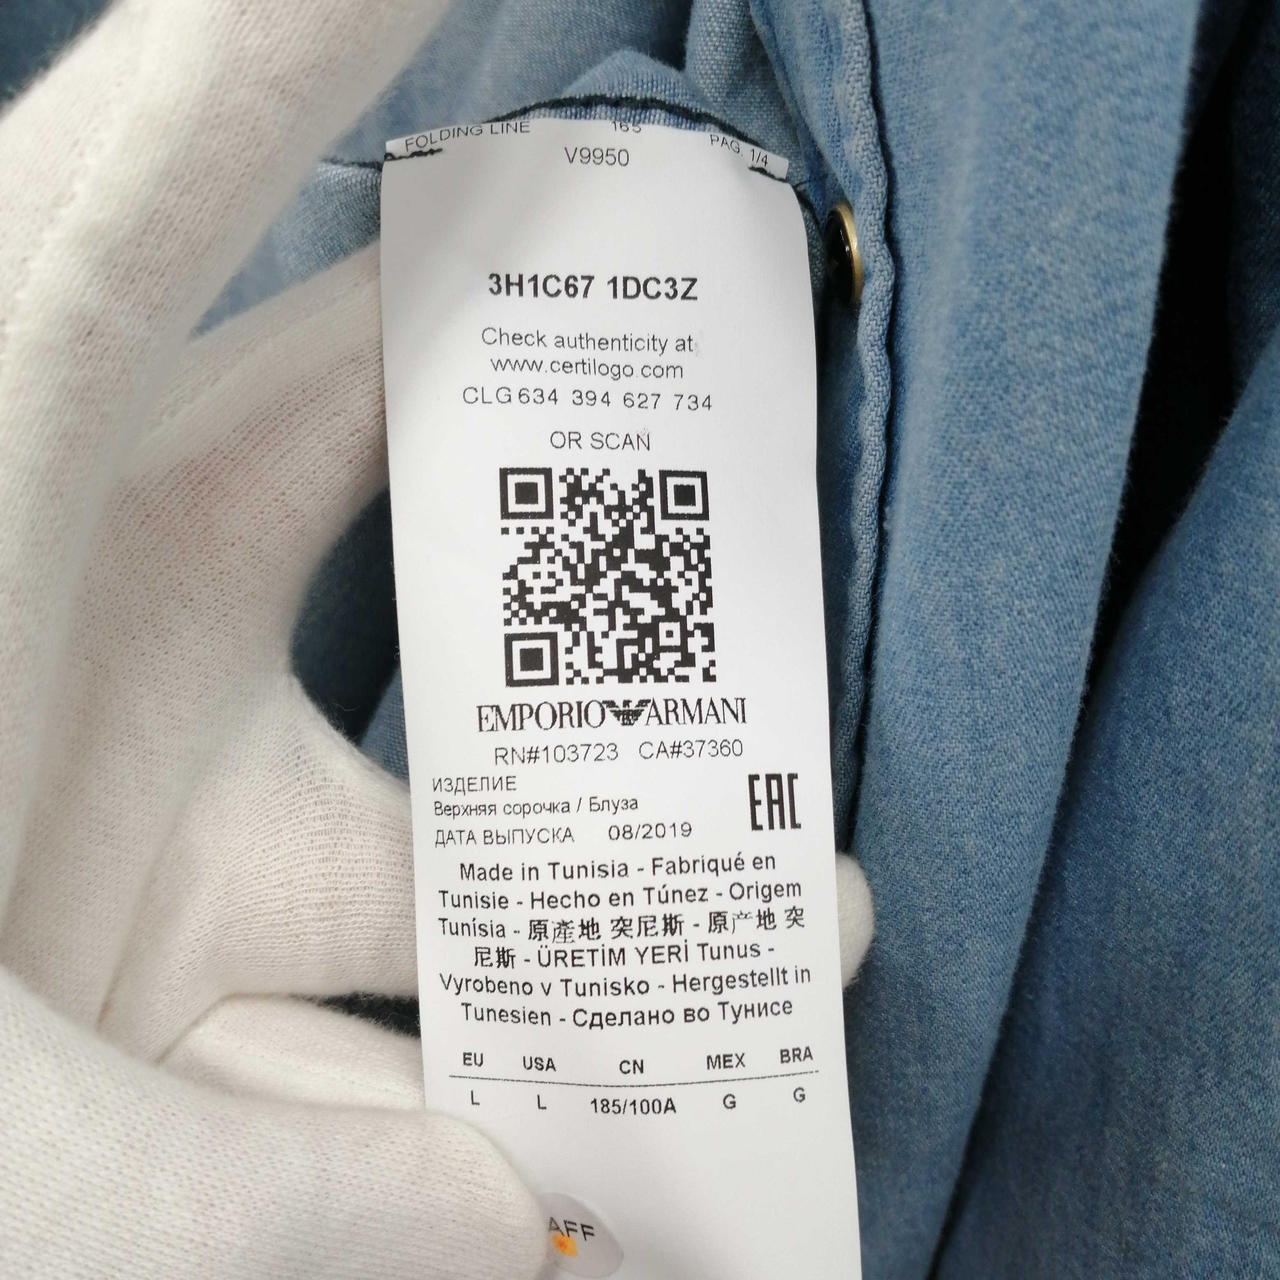 FOLDING LINE 165 PAG. 1/4
V9950
3H1C67 1DC3Z
Check authenticity at
www.certilogo.com
CLG 634 394 627 734
OR SCAN
EMPORIO ARMANI
RN#103723 CA#37360
ИЗДЕЛИЕ
Верхняя сорочка / Блуза
ДАТА ВЫПУСКА 08/2019
EAC
Made in Tunisia - Fabriqué en
Tunisie - Hecho en Túnez - Origem
Tunísia - 原產地 突尼斯 - 原产地 突
尼斯 - ÜRETİM YERİ Tunus -
Vyrobeno v Tunisko - Hergestellt in
Tunesien - Сделано во Тунисе
EU USA CN MEX BRA
L L 185/100A G G
AFF